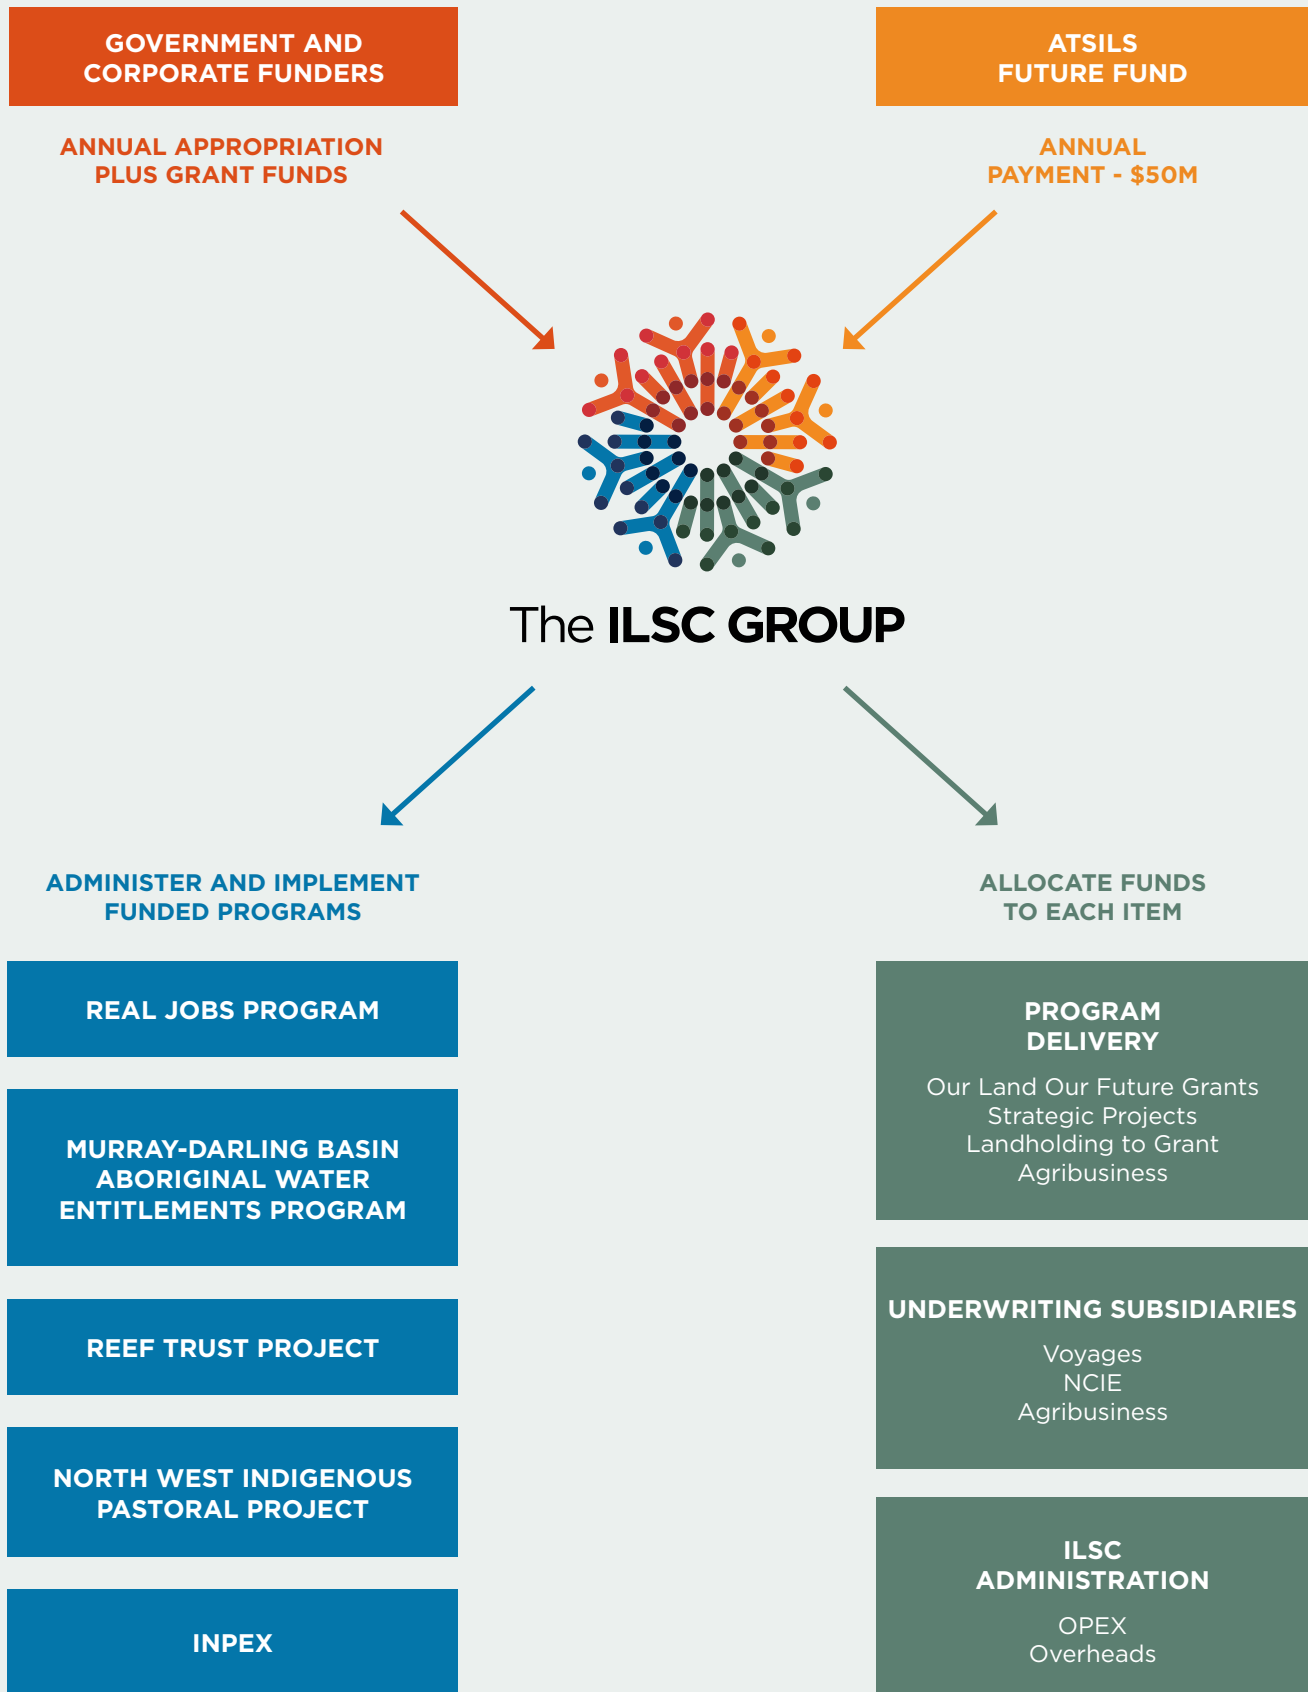 GOVERNMENT AND
CORPORATE FUNDERS
ANNUAL APPROPRIATION
PLUS GRANT FUNDS
ATSILS
FUTURE FUND
ANNUAL
PAYMENT - $50M
The ILSC GROUP
ADMINISTER AND IMPLEMENT
FUNDED PROGRAMS
REAL JOBS PROGRAM
MURRAY-DARLING BASIN
ABORIGINAL WATER
ENTITLEMENTS PROGRAM
REEF TRUST PROJECT
NORTH WEST INDIGENOUS
PASTORAL PROJECT
INPEX
ALLOCATE FUNDS
TO EACH ITEM
PROGRAM
DELIVERY
Our Land Our Future Grants
Strategic Projects
Landholding to Grant
Agribusiness
UNDERWRITING SUBSIDIARIES
Voyages
NCIE
Agribusiness
ILSC
ADMINISTRATION
OPEX
Overheads